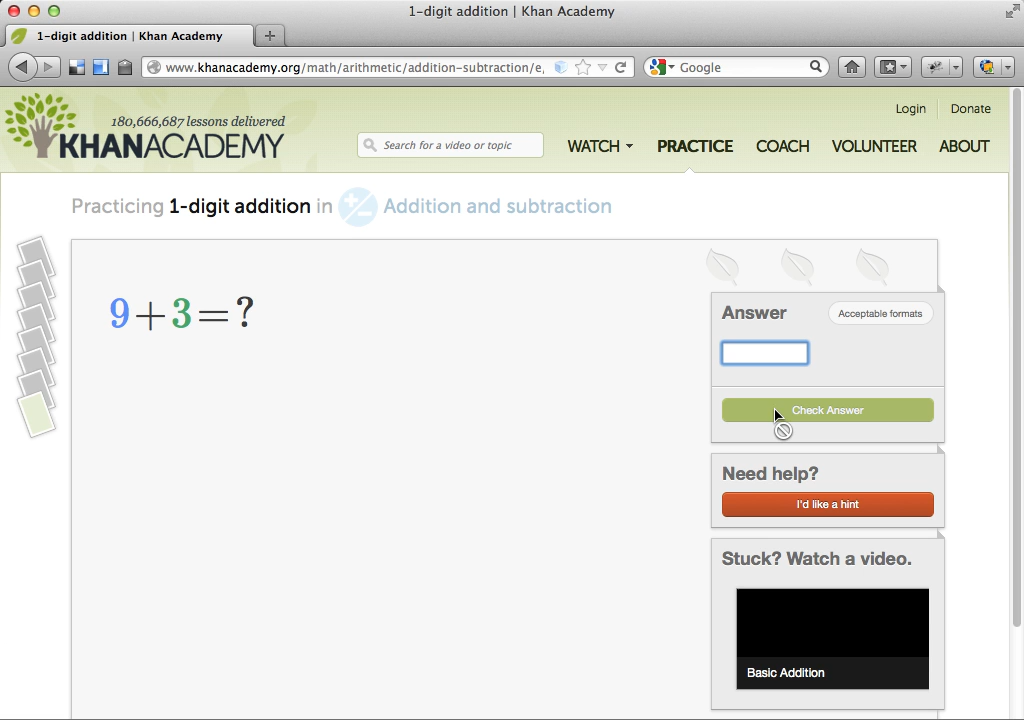 1-digit addition | Khan Academy
1-digit addition | Khan Academy
www.khanacademy.org/math/arithmetic/addition-subtraction/e,
Google
Login
Donate
180,666,687 lessons delivered
KHANACADEMY
Search for a video or topic
WATCH
PRACTICE
COACH
VOLUNTEER
ABOUT
Practicing 1-digit addition in Addition and subtraction
9+3=?
Answer
Acceptable formats
Check Answer
Need help?
I'd like a hint
Stuck? Watch a video.
Basic Addition